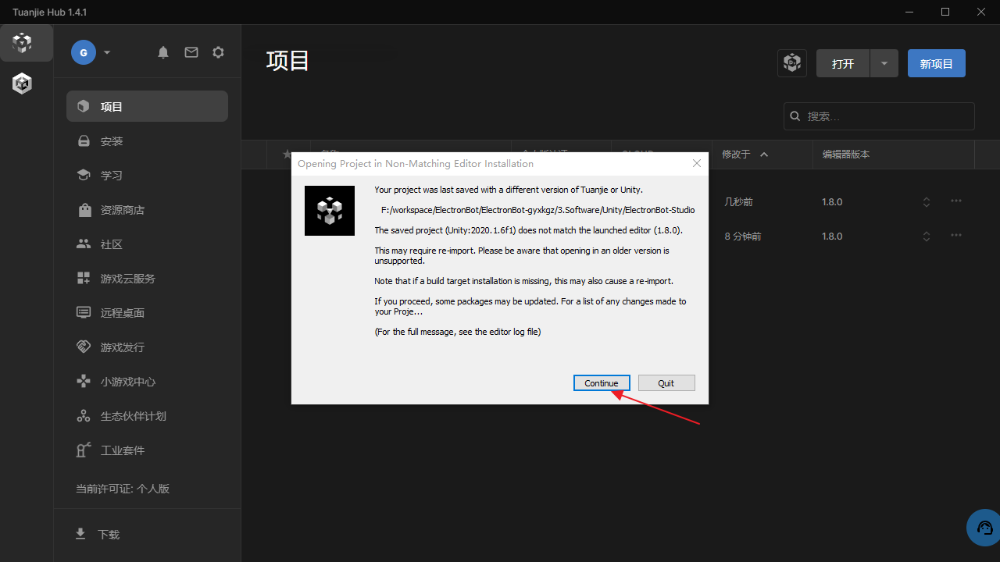 Tuanjie Hub 1.4.1
G
项目
安装
学习
资源商店
社区
游戏云服务
远程桌面
游戏发行
小游戏中心
生态伙伴计划
工业套件
当前许可证: 个人版
下载
项目
打开
新项目
搜索...
修改于
编辑器版本
几秒前
1.8.0
8 分钟前
1.8.0
Opening Project in Non-Matching Editor Installation
Your project was last saved with a different version of Tuanjie or Unity.
F:/workspace/ElectronBot/ElectronBot-gyxkgz/3.Software/Unity/ElectronBot-Studio
The saved project (Unity:2020.1.6f1) does not match the launched editor (1.8.0).
This may require re-import. Please be aware that opening in an older version is
unsupported.
Note that if a build target installation is missing, this may also cause a re-import.
If you proceed, some packages may be updated. For a list of any changes made to
your Proje...
(For the full message, see the editor log file)
Continue
Quit